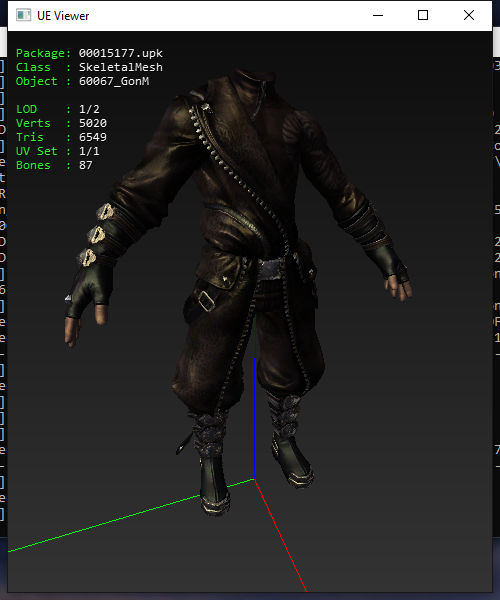 UE Viewer
Package: 00015177.upk
Class : SkeletalMesh
Object : 60067_GonM
LOD : 1/2
Verts : 5020
Tris : 6549
UV Set : 1/1
Bones : 87